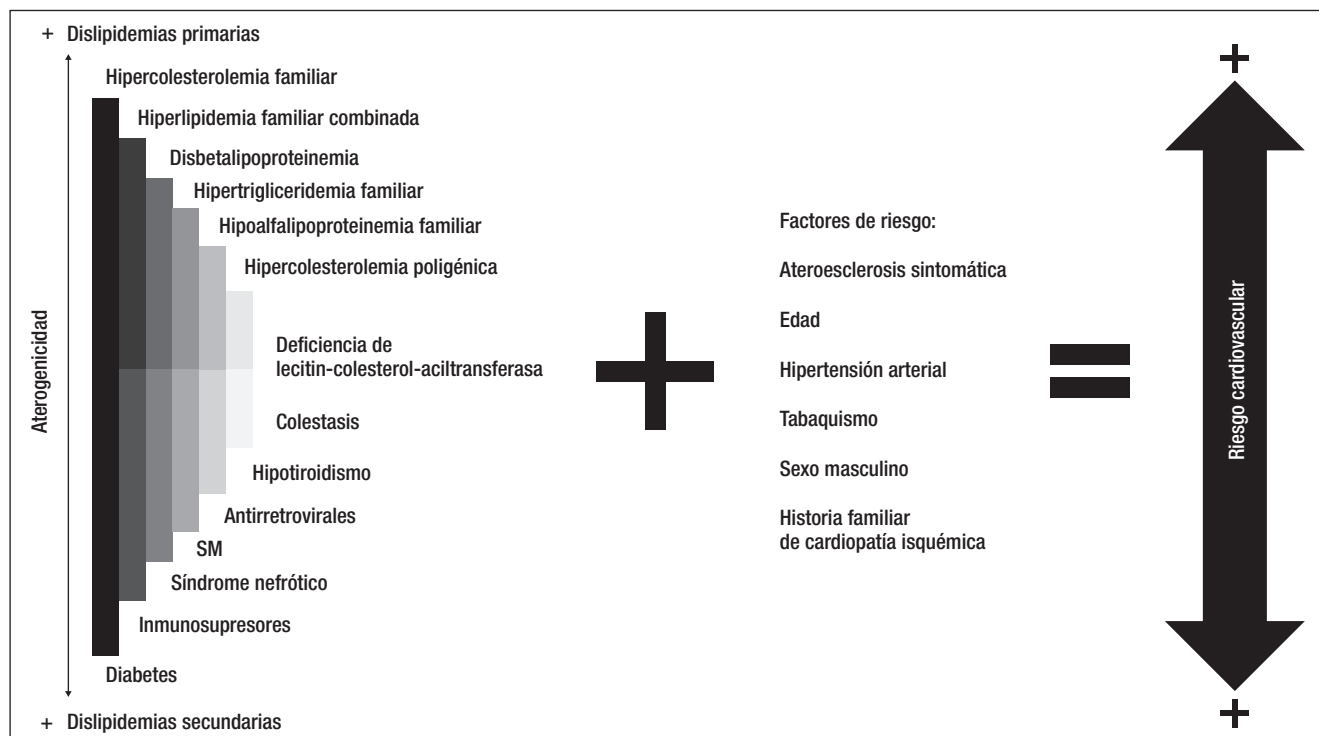 + Dislipidemias primarias
Hipercolesterolemia familiar
Hiperlipidemia familiar combinada
Disbetalipoproteinemia
Hipertrigliceridemia familiar
Hipoalfalipoproteinemia familiar
Hipercolesterolemia poligénica
Deficiencia de
lecitin-colesterol-aciltransferasa
Colestasis
Hipotiroidismo
Antirretrovirales
SM
Síndrome nefrótico
Inmunosupresores
Diabetes
+ Dislipidemias secundarias
Aterogenicidad
+
Factores de riesgo:
Ateroesclerosis sintomática
Edad
Hipertensión arterial
Tabaquismo
Sexo masculino
Historia familiar
de cardiopatía isquémica
=
+
Riesgo cardiovascular
+